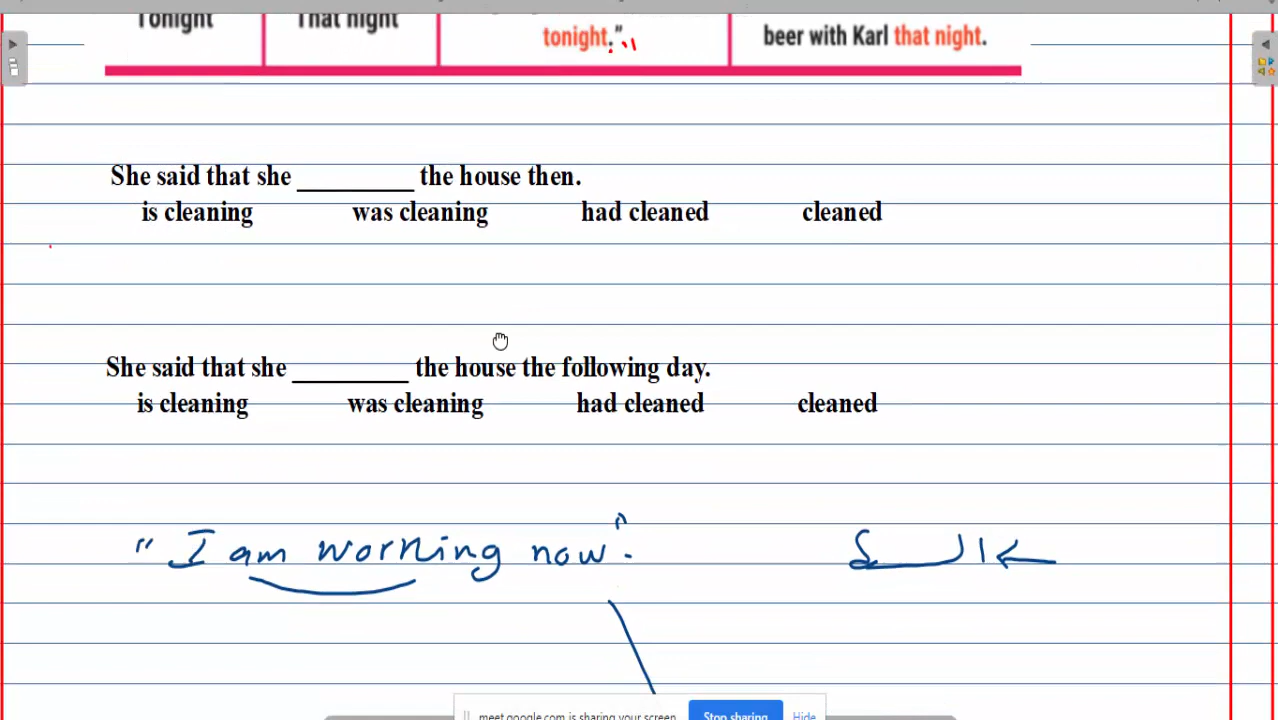 Tonight That night
tonight."
beer with Karl that night.
She said that she _________ the house then.
is cleaning was cleaning had cleaned cleaned
She said that she _________ the house the following day.
is cleaning was cleaning had cleaned cleaned
"I am working now".
meet.google.com is sharing your screen. Stop sharing Hide